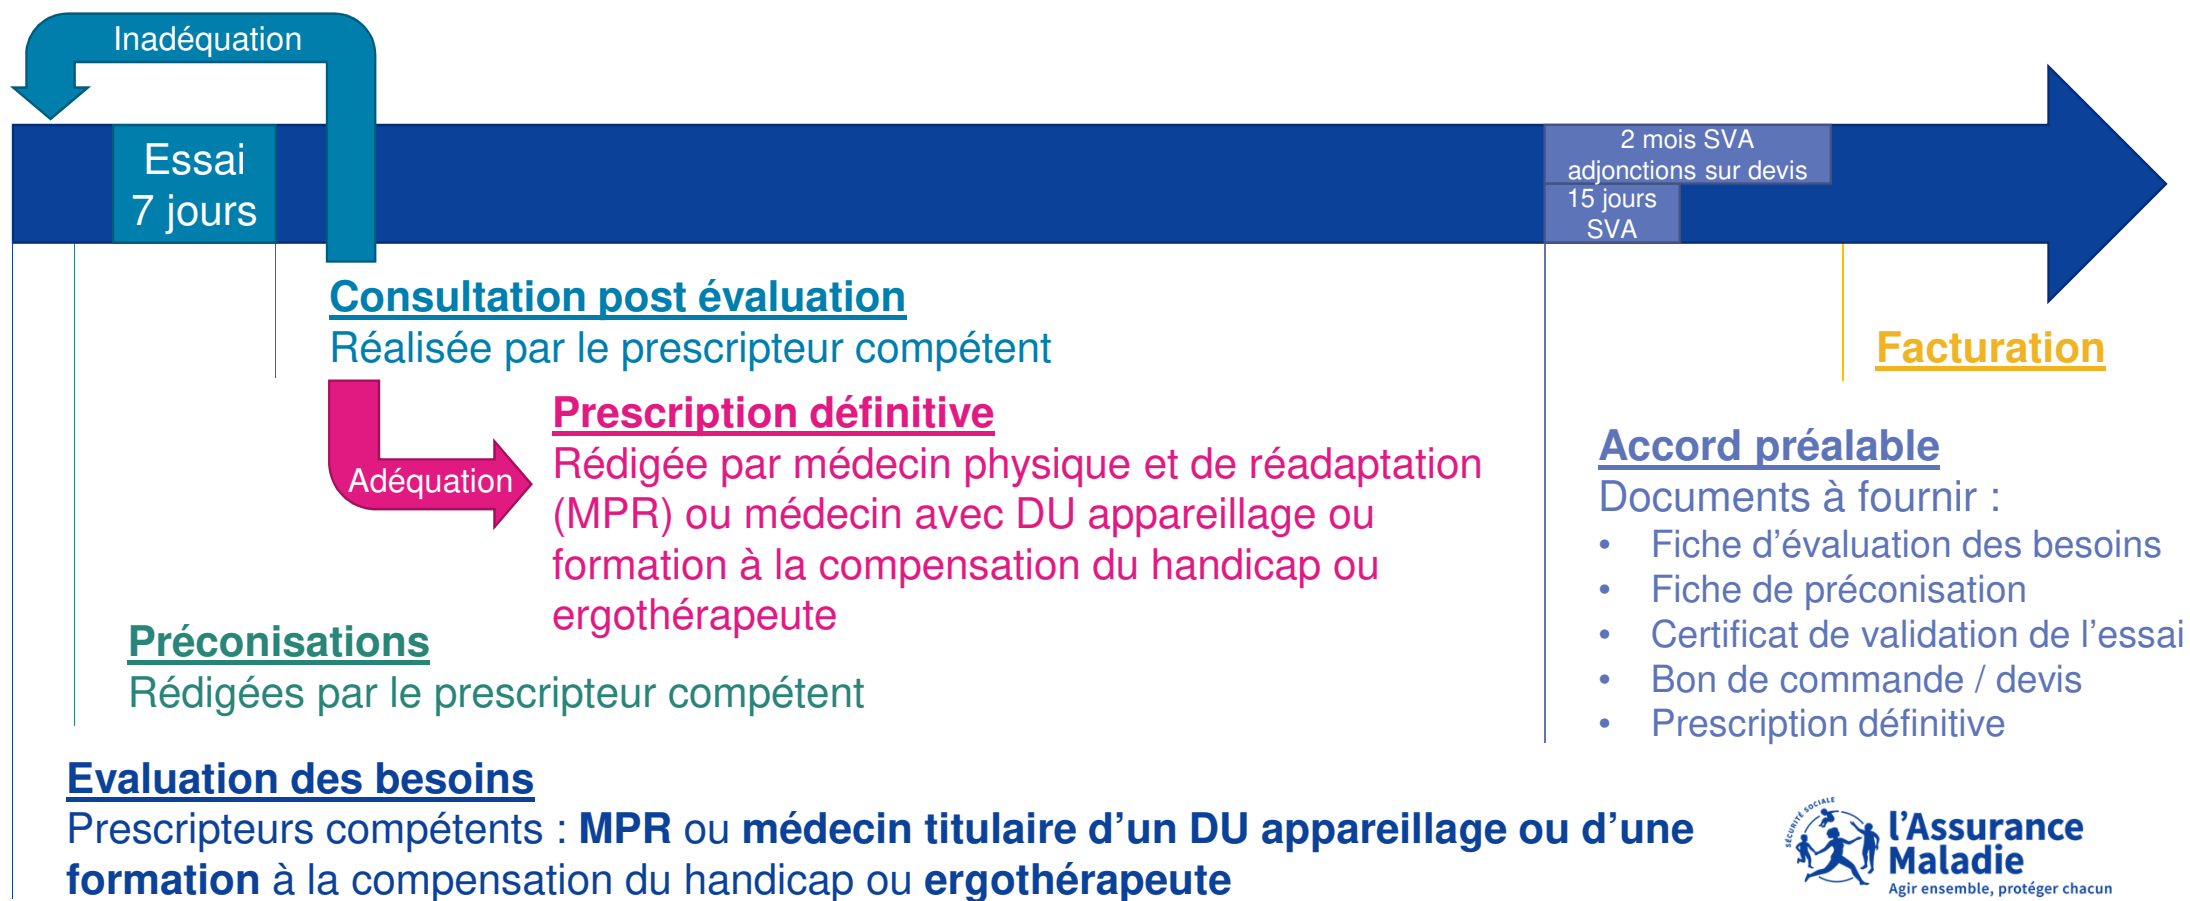 Inadéquation
Essai
7 jours
2 mois SVA
adjonctions sur devis
15 jours
SVA
Consultation post évaluation
Réalisée par le prescripteur compétent
Facturation
Adéquation
Prescription définitive
Rédigée par médecin physique et de réadaptation
(MPR) ou médecin avec DU appareillage ou
formation à la compensation du handicap ou
ergothérapeute
Accord préalable
Documents à fournir :
• Fiche d'évaluation des besoins
• Fiche de préconisation
• Certificat de validation de l'essai
• Bon de commande / devis
• Prescription définitive
Préconisations
Rédigées par le prescripteur compétent
Evaluation des besoins
Prescripteurs compétents : MPR ou médecin titulaire d'un DU appareillage ou d'une
formation à la compensation du handicap ou ergothérapeute
SÉCURITÉ SOCIALE
l'Assurance
Maladie
Agir ensemble, protéger chacun